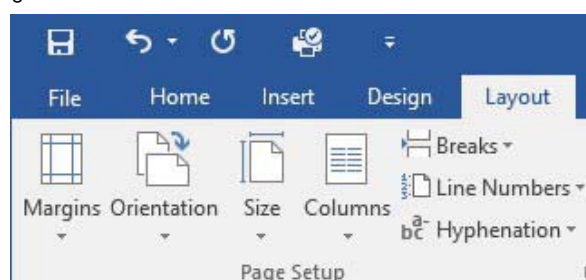 File Home Insert Design Layout
Breaks
Line Numbers
Margins Orientation Size Columns
Hyphenation
Page Setup